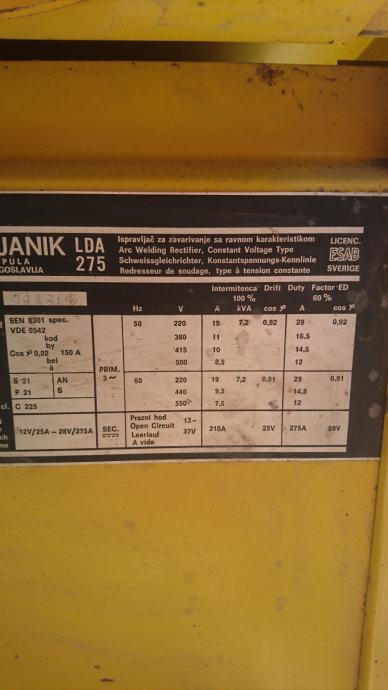 JANIK LDA 275
PULA
GOSLAVIJA
Ispravljač za zavarivanje sa ravnom karakteristikom
Arc Welding Rectifier, Constant Voltage Type
Schweissgleichrichter, Konstantspannungs-Kennlinie
Redresseur de soudage, type à tension constante
LICENC.
ESAB
SVERIGE
Intermitenca Drift Duty Factor·ED
100% 60%
Hz V A kVA cos φ A cos φ
SEN 8301 spec.
VDE 0542
kod
by
Cos φ 0,92 150 A
bei
à
PRIM.
3~
50 220 19 7,2 0,92 29 0,92
380 11 16,5
415 10 14,5
500 8,5 12
S 21 AN
P 21 S
60 220 19 7,2 0,91 29 0,91
440 9,5 14,5
550 7,5 12
cl. C 225
12V/25A – 28V/275A
SEC.
Prazni hod 13–
Open Circuit 37V
Leerlauf
A vide
210A 25V 275A 28V
ch
me